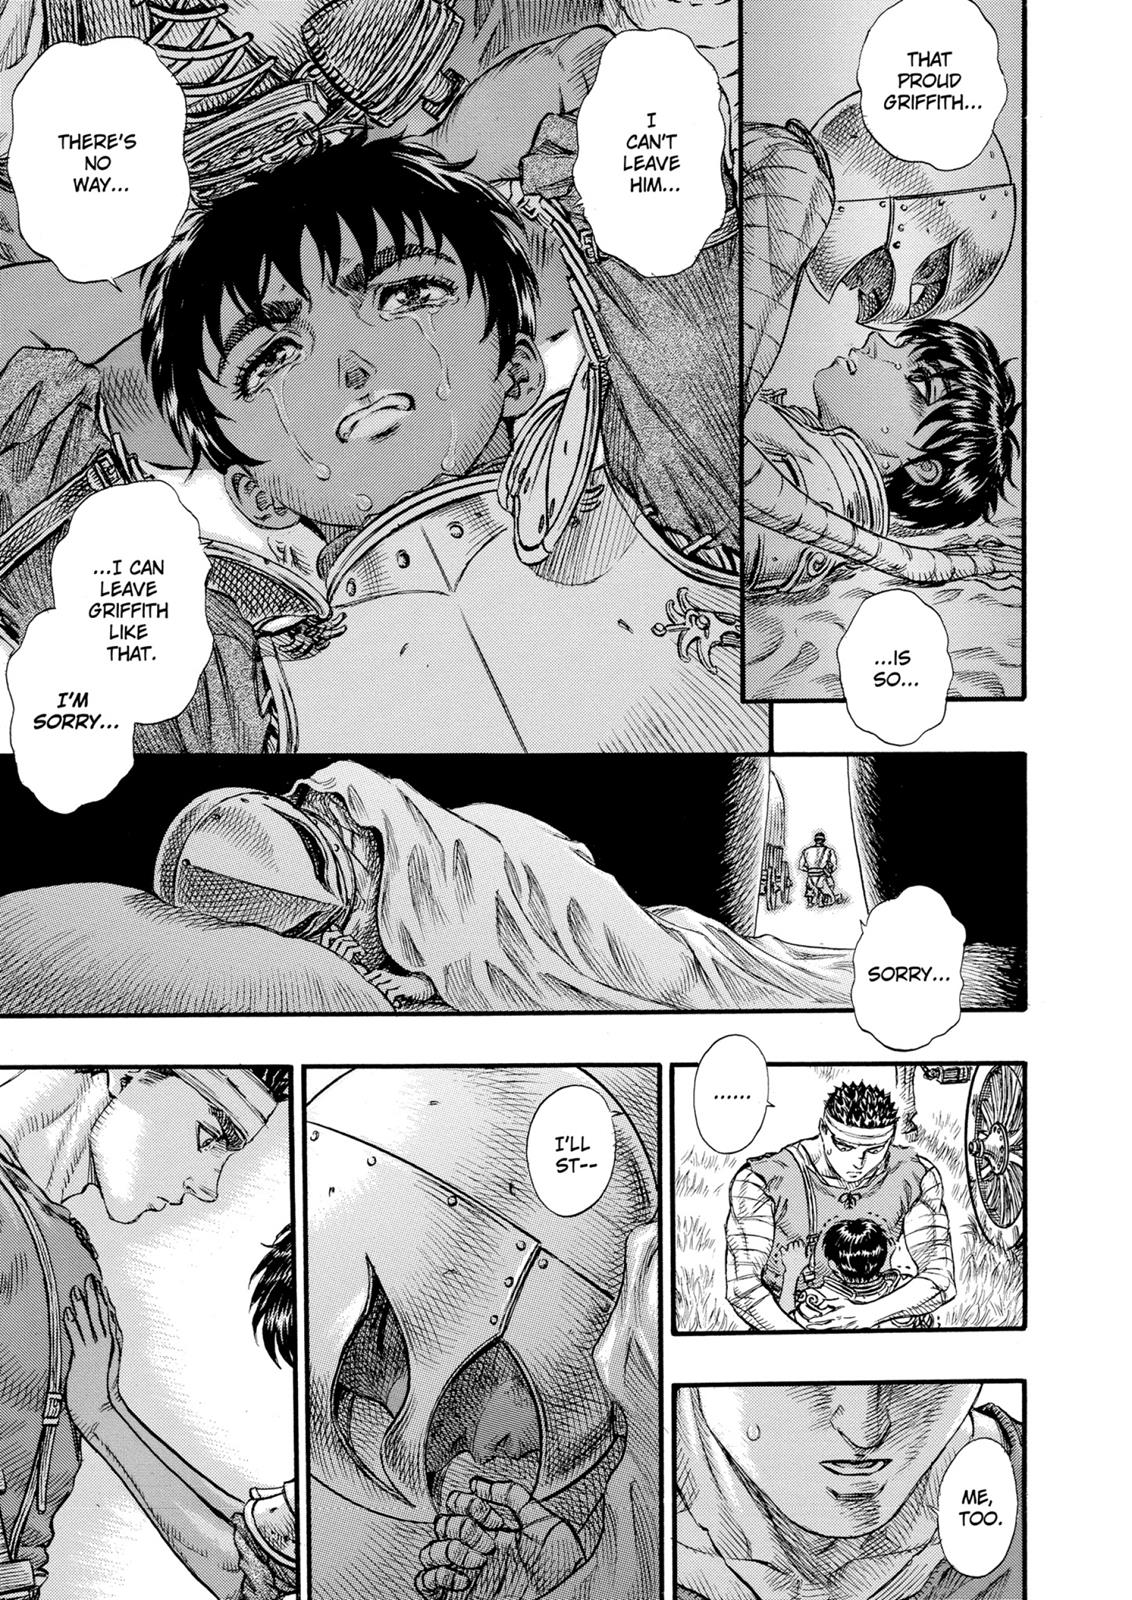 THAT
PROUD
GRIFFITH...
...IS
SO...
I
CAN'T
LEAVE
HIM...
THERE'S
NO
WAY...
...I CAN
LEAVE
GRIFFITH
LIKE
THAT.
I'M
SORRY...
SORRY...
......
ME,
TOO.
I'LL
ST--